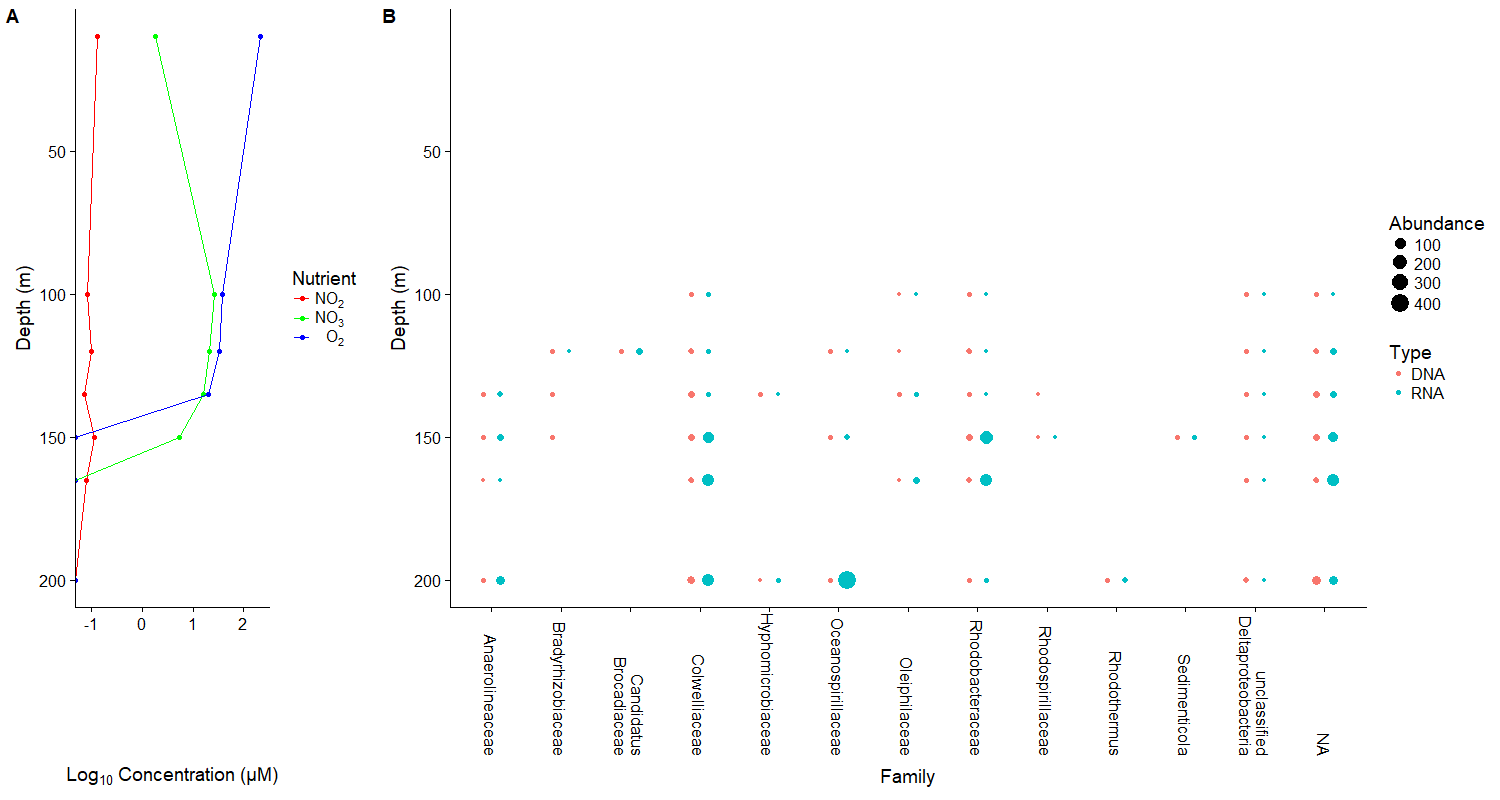 A
Depth (m)
50
100
150
200
-1
0
1
2
Log10 Concentration (µM)
Nutrient
NO2
NO3
O2
B
Depth (m)
50
100
150
200
Anaerolineaceae
Bradyrhizobiaceae
Candidatus
Brocadiaceae
Colwelliaceae
Hyphomicrobiaceae
Oceanospirillaceae
Oleiphilaceae
Rhodobacteraceae
Rhodospirillaceae
Rhodothermus
Sedimenticola
unclassified
Deltaproteobacteria
NA
Family
Abundance
100
200
300
400
Type
DNA
RNA